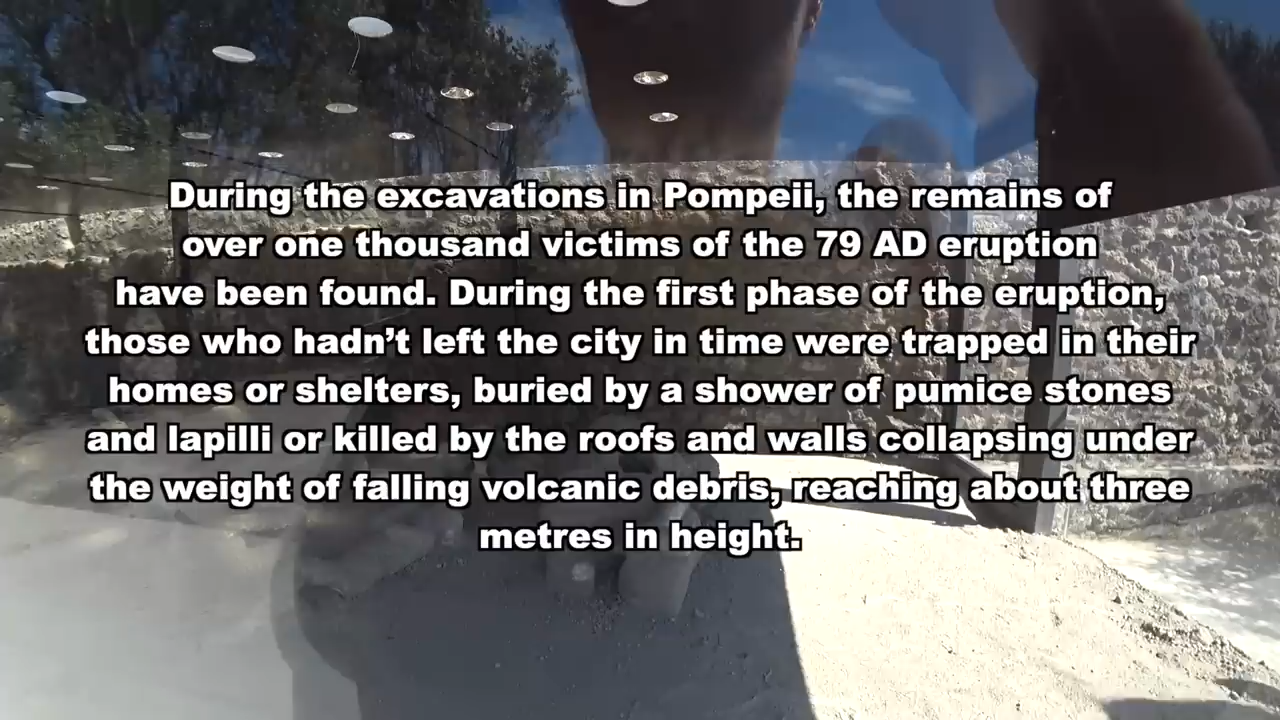 During the excavations in Pompeii, the remains of
over one thousand victims of the 79 AD eruption
have been found. During the first phase of the eruption,
those who hadn’t left the city in time were trapped in their
homes or shelters, buried by a shower of pumice stones
and lapilli or killed by the roofs and walls collapsing under
the weight of falling volcanic debris, reaching about three
metres in height.